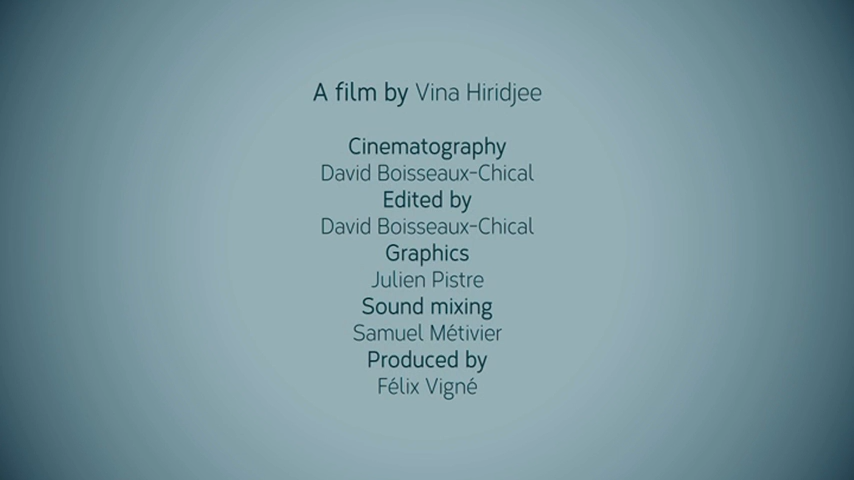 A film by Vina Hiridjee
Cinematography
David Boisseaux-Chical
Edited by
David Boisseaux-Chical
Graphics
Julien Pistre
Sound mixing
Samuel Métivier
Produced by
Félix Vigné